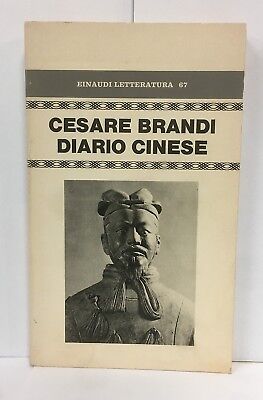 EINAUDI LETTERATURA 67
CESARE BRANDI
DIARIO CINESE